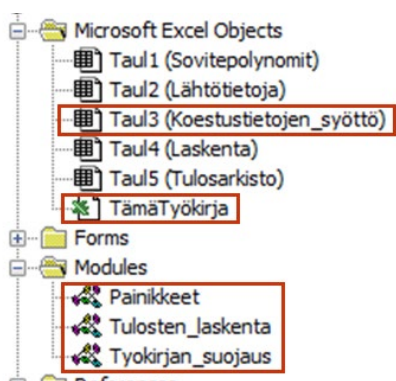 Microsoft Excel Objects
Taul1 (Sovitepolynomit)
Taul2 (Lähtötietoja)
Taul3 (Koestustietojen_syöttö)
Taul4 (Laskenta)
Taul5 (Tulosarkisto)
TämäTyökirja
Forms
Modules
Painikkeet
Tulosten_laskenta
Tyokirjan_suojaus